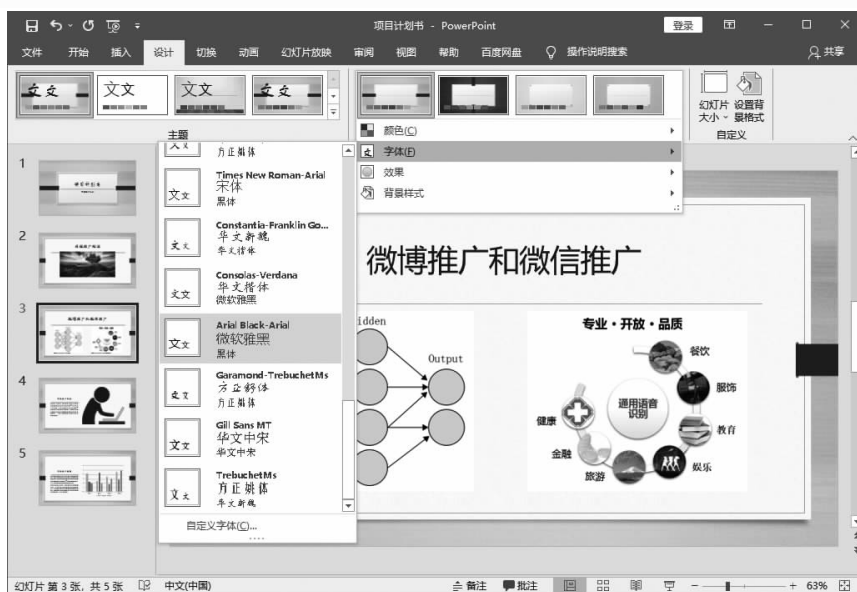 项目计划书 - PowerPoint
登录
文件 开始 插入 设计 切换 动画 幻灯片放映 审阅 视图 帮助 百度网盘 操作说明搜索 共享
文文 文文 文文 文文
主题
颜色(C)
字体(F)
效果
背景样式
幻灯片大小
设置背景格式
自定义
方正舒体
Times New Roman-Arial
宋体
黑体
Constantia-Franklin Go...
华文新魏
华文楷体
Consolas-Verdana
华文楷体
微软雅黑
Arial Black-Arial
微软雅黑
黑体
Garamond-TrebuchetMs
方正舒体
方正姚体
Gill Sans MT
华文中宋
华文中宋
TrebuchetMs
方正姚体
华文新魏
自定义字体(C)...
1
2
3
4
5
微博推广和微信推广
idden
Output
专业·开放·品质
餐饮
服饰
教育
娱乐
旅游
金融
健康
通用语音
识别
幻灯片 第 3 张，共 5 张 中文(中国) 备注 批注 63%